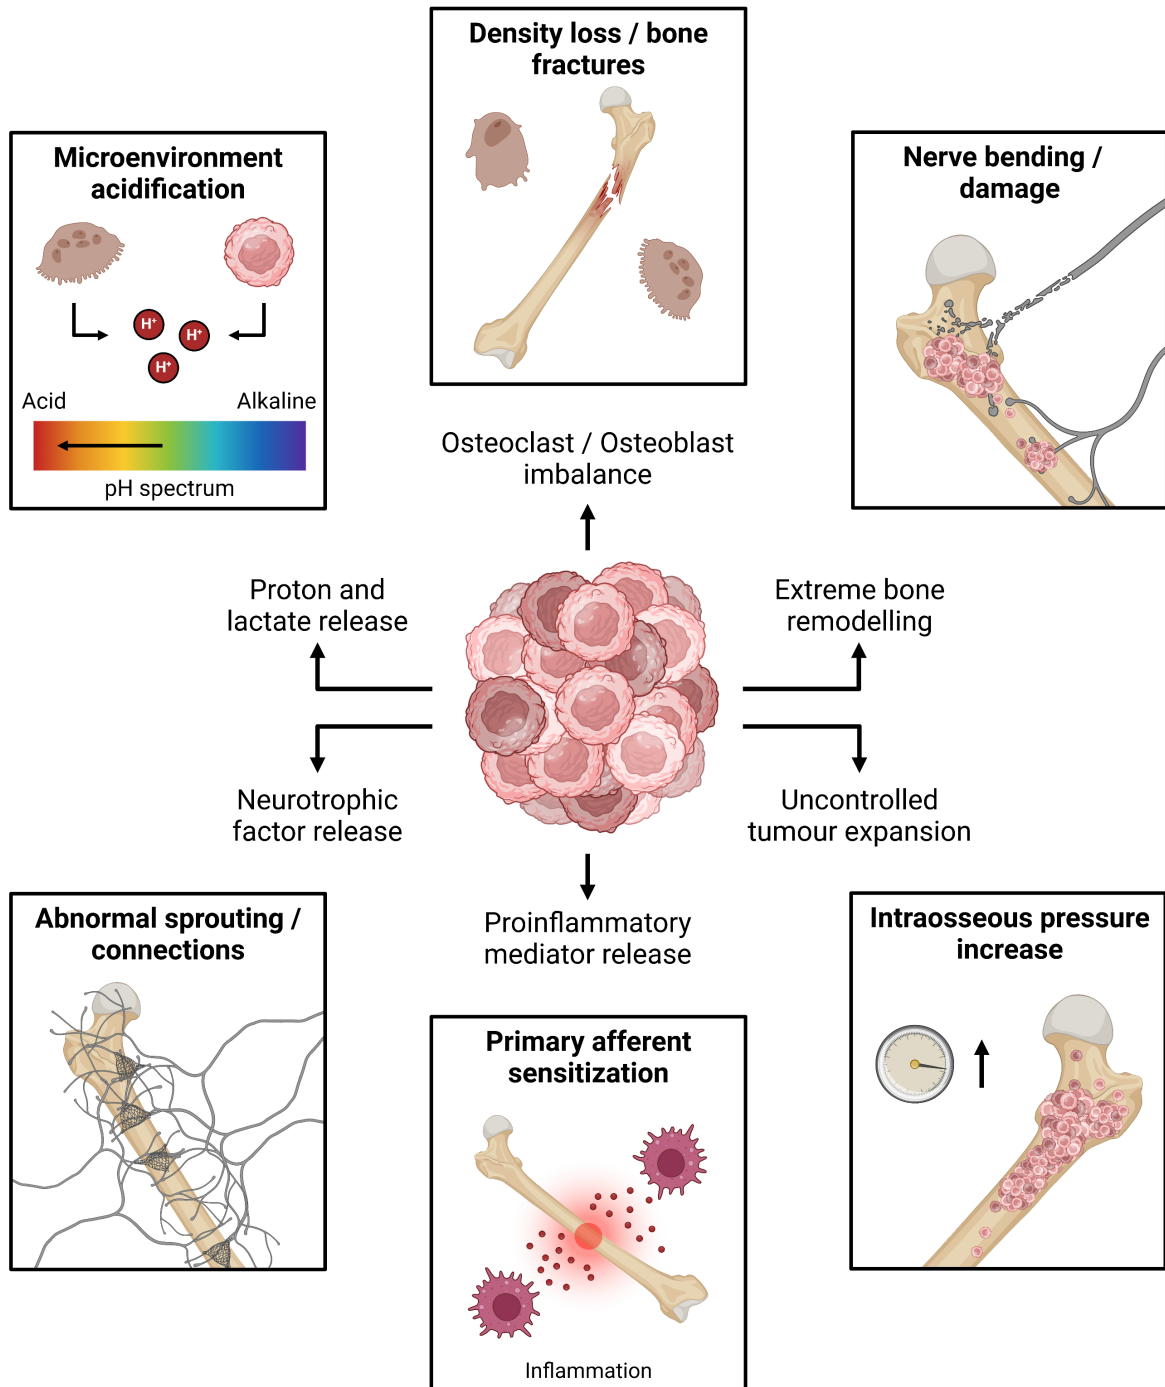 Density loss / bone
fractures
Microenvironment
acidification
H⁺
H⁺
H⁺
Acid
Alkaline
pH spectrum
Nerve bending /
damage
Osteoclast / Osteoblast
imbalance
Proton and
lactate release
Extreme bone
remodelling
Neurotrophic
factor release
Uncontrolled
tumour expansion
Proinflammatory
mediator release
Abnormal sprouting /
connections
Primary afferent
sensitization
Inflammation
Intraosseous pressure
increase